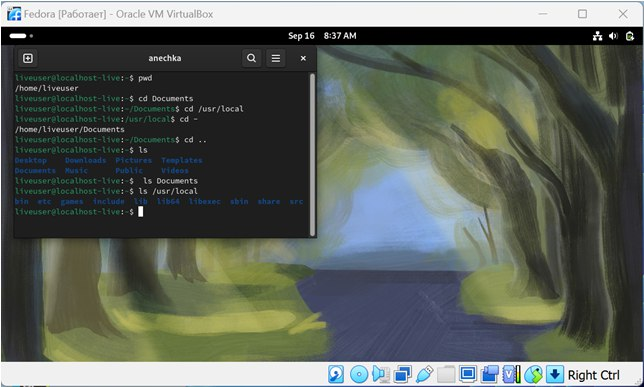 Fedora [Работает] - Oracle VM VirtualBox
Sep 16 8:37 AM
anechka
liveuser@localhost-live:~$ pwd
/home/liveuser
liveuser@localhost-live:~$ cd Documents
liveuser@localhost-live:~/Documents$ cd /usr/local
liveuser@localhost-live:/usr/local$ cd -
/home/liveuser/Documents
liveuser@localhost-live:~/Documents$ cd ..
liveuser@localhost-live:~$ ls
Desktop Downloads Pictures Templates
Documents Music Public Videos
liveuser@localhost-live:~$  ls Documents
liveuser@localhost-live:~$ ls /usr/local
bin etc games include lib lib64 libexec sbin share src
liveuser@localhost-live:~$
Right Ctrl